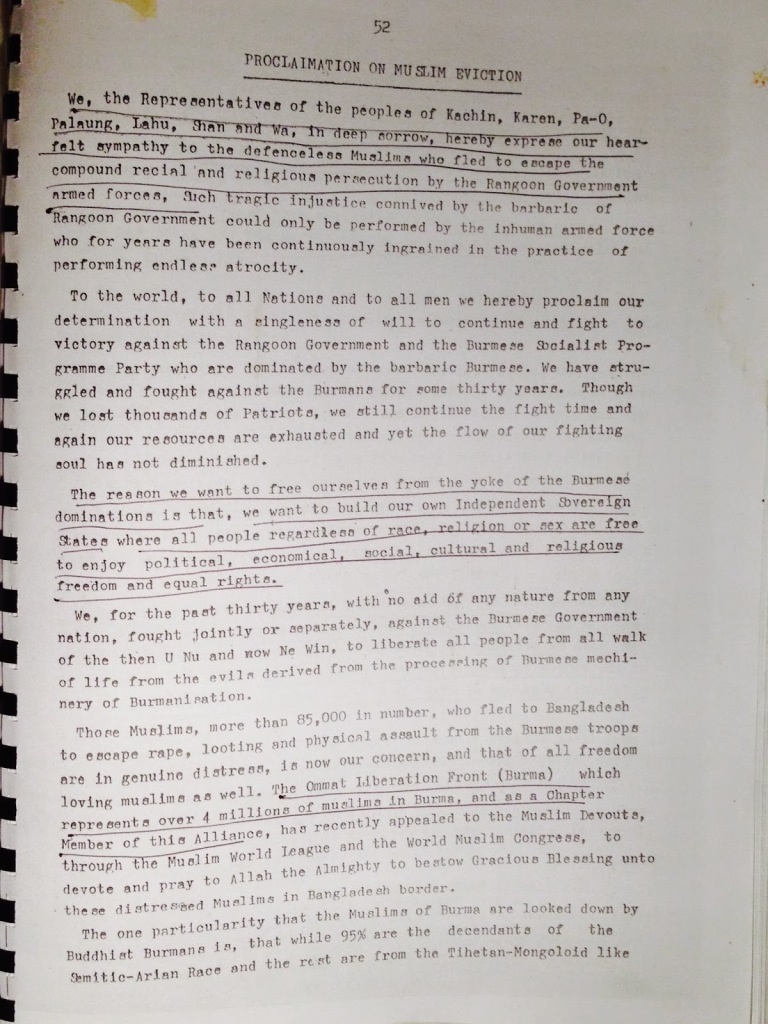 52
PROCLAIMATION ON MUSLIM EVICTION
We, the Representatives of the peoples of Kachin, Karen, Pa-O,
Palaung, Lahu, Shan and Wa, in deep sorrow, hereby express our hear-
felt sympathy to the defenceless Muslims who fled to escape the
compound recial and religious persecution by the Rangoon Government
armed forces, Such tragic injustice connived by the barbaric of
Rangoon Government could only be performed by the inhuman armed force
who for years have been continuously ingrained in the practice of
performing endless atrocity.
To the world, to all Nations and to all men we hereby proclaim our
determination with a singleness of will to continue and fight to
victory against the Rangoon Government and the Burmese Socialist Pro-
gramme Party who are dominated by the barbaric Burmese. We have stru-
ggled and fought against the Burmans for some thirty years. Though
we lost thousands of Patriots, we still continue the fight time and
again our resources are exhausted and yet the flow of our fighting
soul has not diminished.
The reason we want to free ourselves from the yoke of the Burmese
dominations is that, we want to build our own Independent Sovereign
States where all people regardless of race, religion or sex are free
to enjoy political, economical, social, cultural and religious
freedom and equal rights.
We, for the past thirty years, with no aid of any nature from any
nation, fought jointly or separately, against the Burmese Government
of the then U Nu and now Ne Win, to liberate all people from all walk
of life from the evils derived from the processing of Burmese mechi-
nery of Burmanisation.
Those Muslims, more than 85,000 in number, who fled to Bangladesh
to escape rape, looting and physical assault from the Burmese troops
are in genuine distress, is now our concern, and that of all freedom
loving muslims as well. The Ommat Liberation Front (Burma) which
represents over 4 millions of muslims in Burma, and as a Chapter
Member of this Alliance, has recently appealed to the Muslim Devouts,
through the Muslim World League and the World Muslim Congress, to
devote and pray to Allah the Almighty to bestow Gracious Blessing unto
these distressed Muslims in Bangladesh border.
The one particularity that the Muslims of Burma are looked down by
Buddhist Burmans is, that while 95% are the decendants of the
Semitic-Arian Race and the rest are from the Tihetan-Mongoloid like